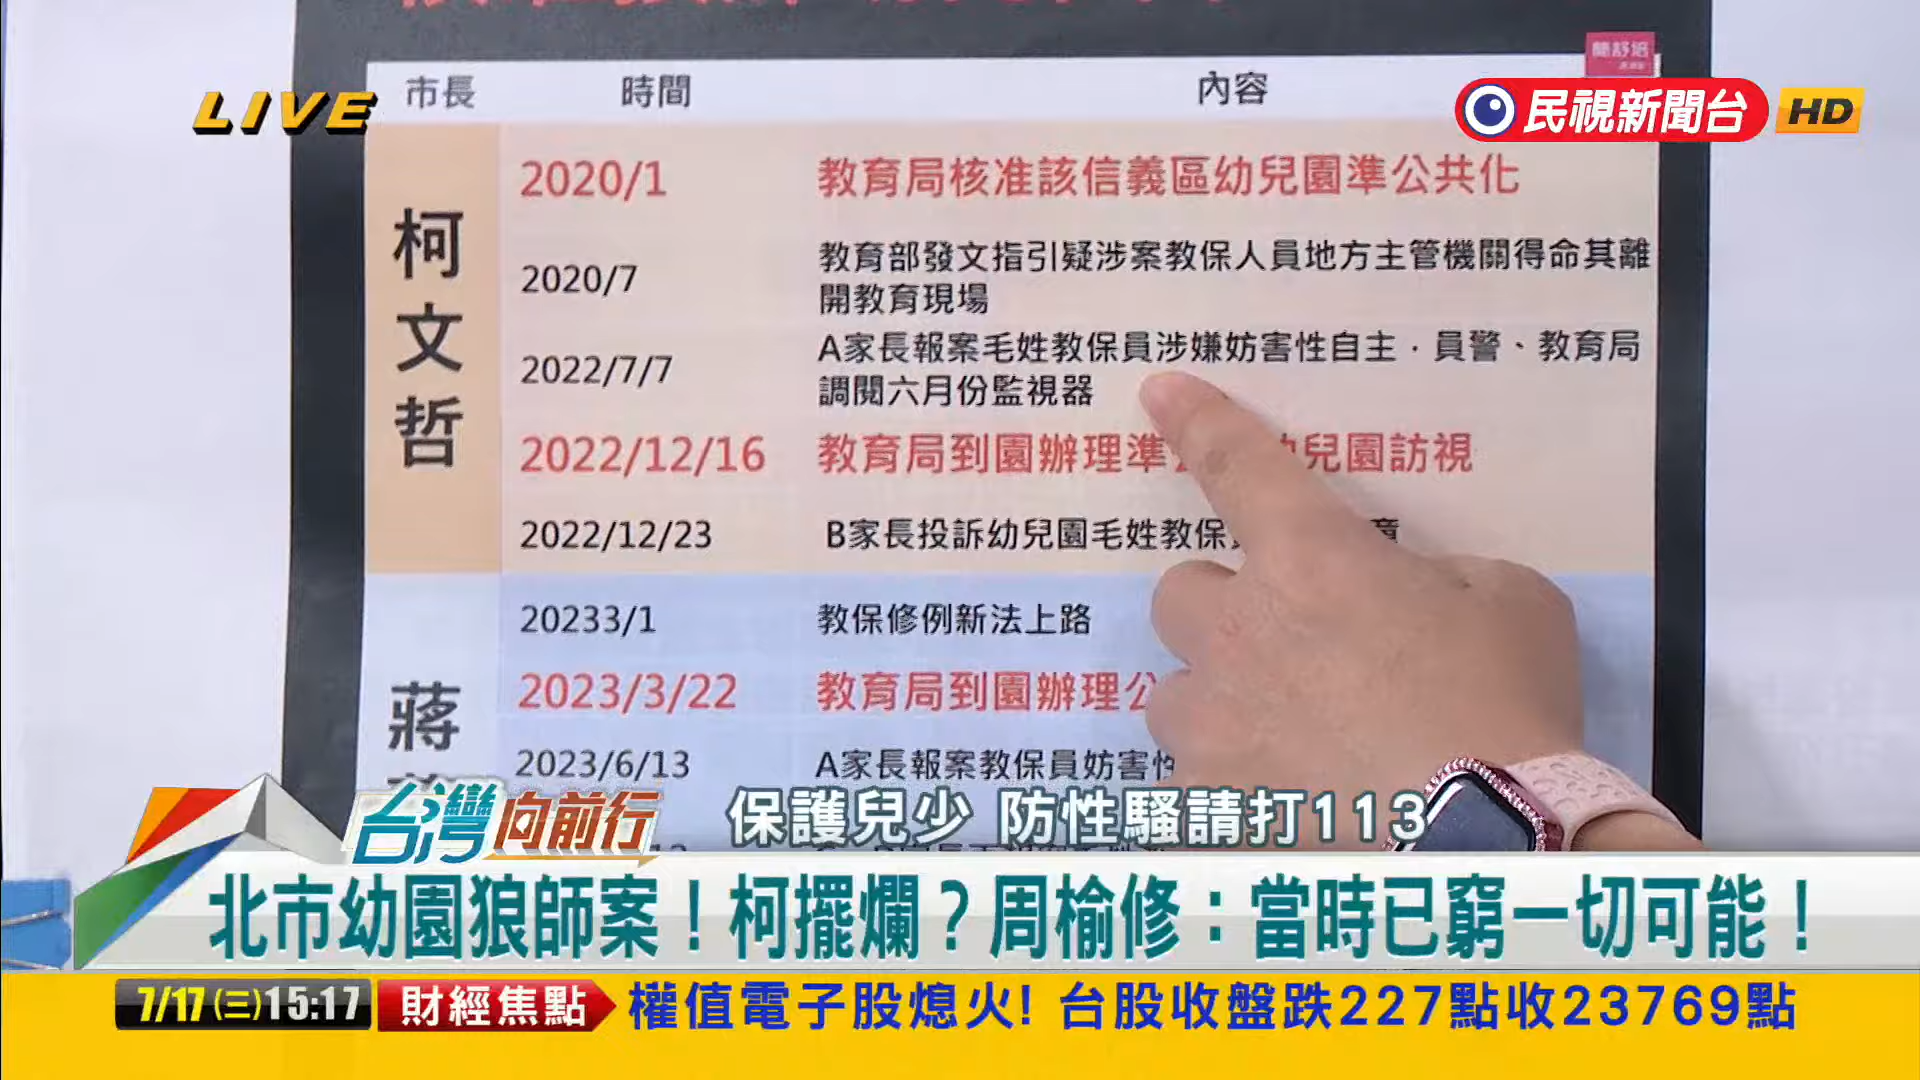 簡舒培
市長 時間 內容
LIVE
民視新聞台 HD
柯文哲
2020/1 教育局核准該信義區幼兒園準公共化
2020/7 教育部發文指引疑涉案教保人員地方主管機關得命其離
開教育現場
2022/7/7 A家長報案毛姓教保員涉嫌妨害性自主，員警、教育局
調閱六月份監視器
2022/12/16 教育局到園辦理準 幼兒園訪視
2022/12/23 B家長投訴幼兒園毛姓教保 童
蔣
20233/1 教保修例新法上路
2023/3/22 教育局到園辦理公
2023/6/13 A家長報案教保員妨害性
台灣向前行
保護兒少 防性騷請打113
北市幼園狼師案！柯擺爛？周榆修：當時已窮一切可能！
7/17(三)15:17 財經焦點 權值電子股熄火! 台股收盤跌227點收23769點